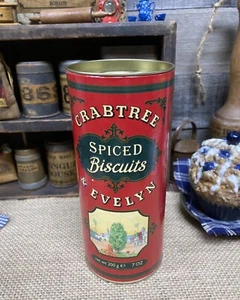 CRABTREE
SPICED
Biscuits
& EVELYN
Net wt. 200 g e 7 OZ